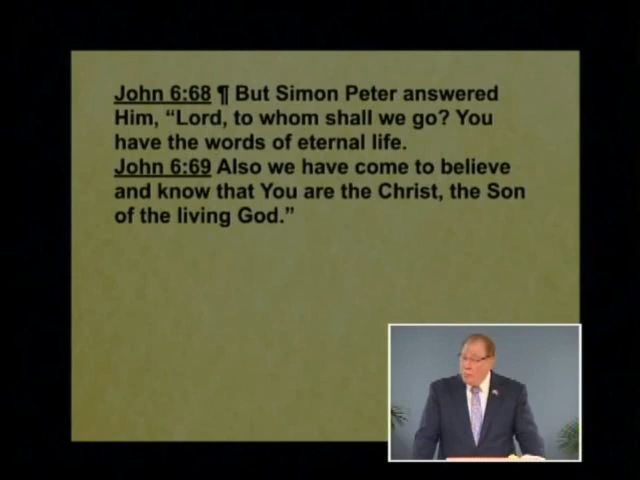 John 6:68 ¶ But Simon Peter answered
Him, “Lord, to whom shall we go? You
have the words of eternal life.
John 6:69 Also we have come to believe
and know that You are the Christ, the Son
of the living God.”